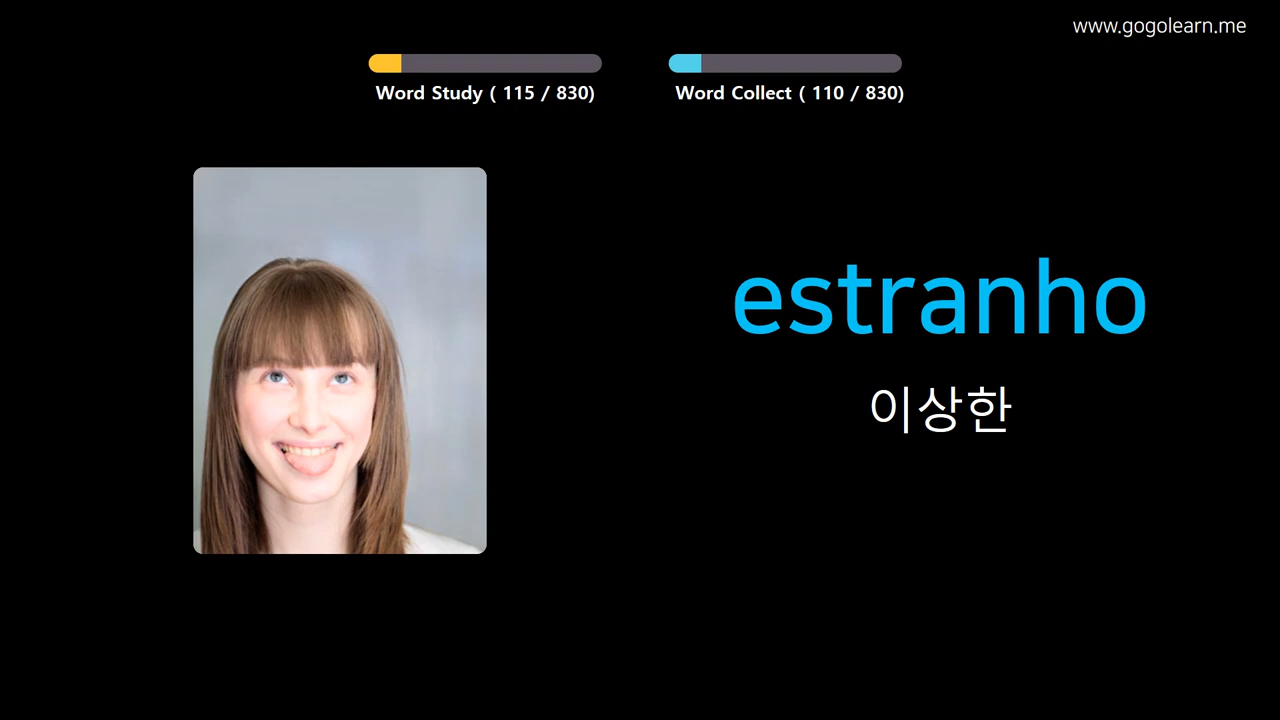 www.gogolearn.me
Word Study ( 115 / 830)
Word Collect ( 110 / 830)
estranho
이상한